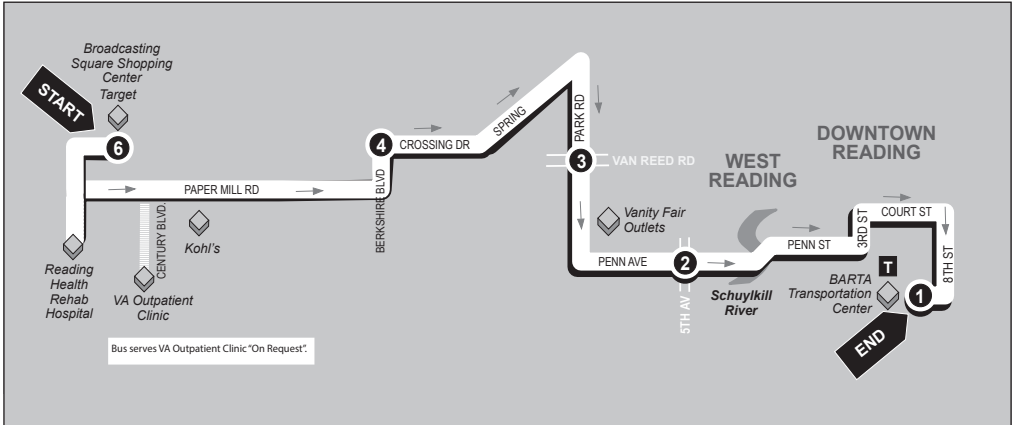 Broadcasting
Square Shopping
Center
Target
START
6
PAPER MILL RD
CENTURY BLVD.
Kohl's
Reading
Health
Rehab
Hospital
VA Outpatient
Clinic
Bus serves VA Outpatient Clinic "On Request".
BERKSHIRE BLVD
4
CROSSING DR
SPRING
PARK RD
3
VAN REED RD
Vanity Fair
Outlets
PENN AVE
2
5TH AV
WEST
READING
Schuylkill
River
PENN ST
DOWNTOWN
READING
3RD ST
COURT ST
8TH ST
T
BARTA
Transportation
Center
1
END